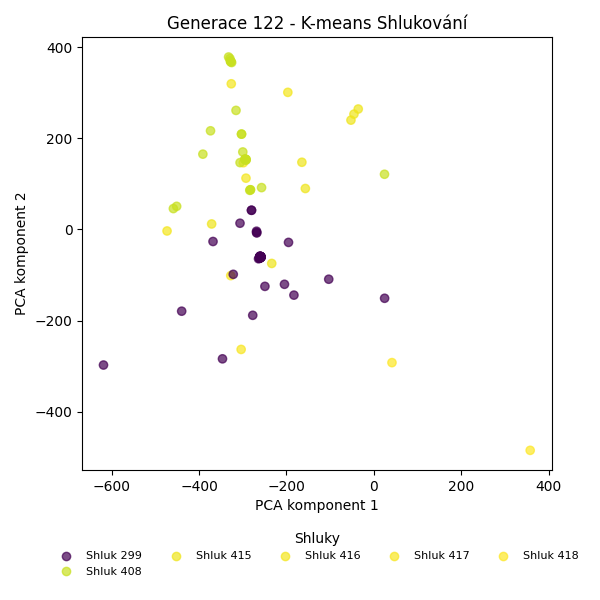 Generace 122 - K-means Shlukování
400
200
0
−200
−400
PCA komponent 2
−600 −400 −200 0 200 400
PCA komponent 1
Shluky
Shluk 299 Shluk 415 Shluk 416 Shluk 417 Shluk 418
Shluk 408